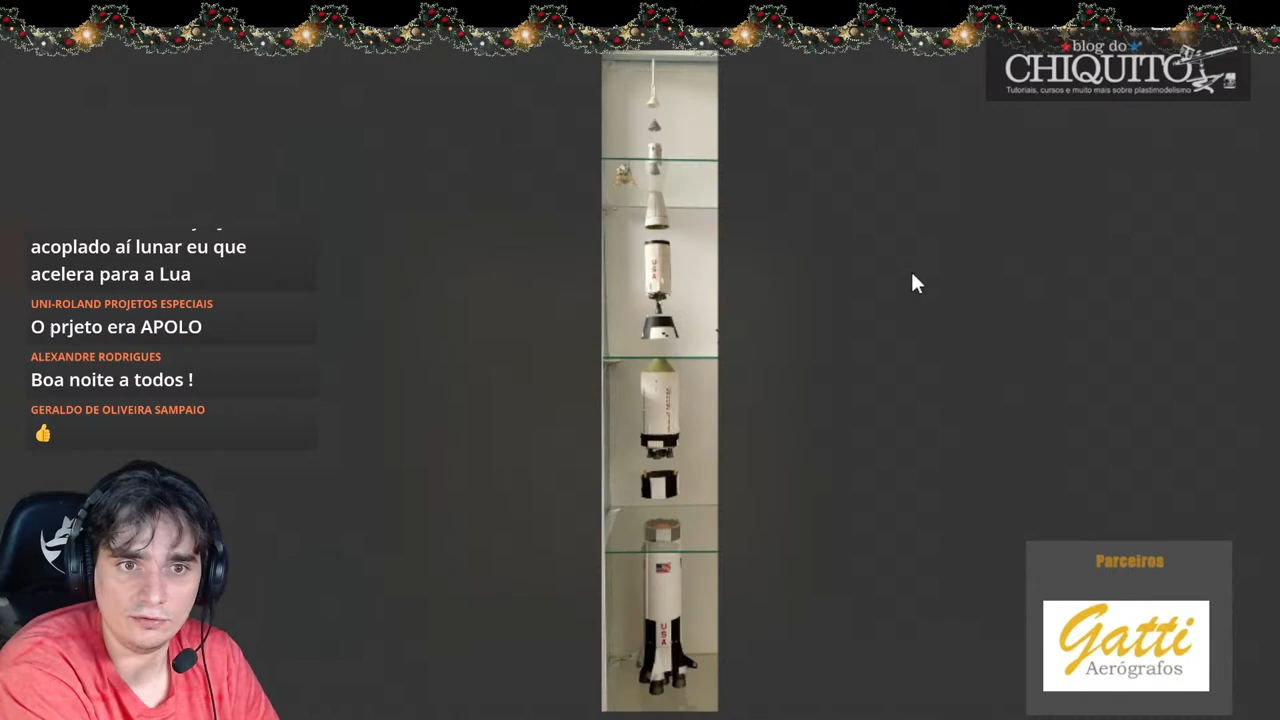 blog do
CHIQUITO
Tutoriais, cursos e muito mais sobre plastimodelismo
acoplado aí lunar eu que
acelera para a Lua
UNI-ROLAND PROJETOS ESPECIAIS
O prjeto era APOLO
ALEXANDRE RODRIGUES
Boa noite a todos !
GERALDO DE OLIVEIRA SAMPAIO
👍
USA
USA
Parceiros
Gatti
Aerógrafos